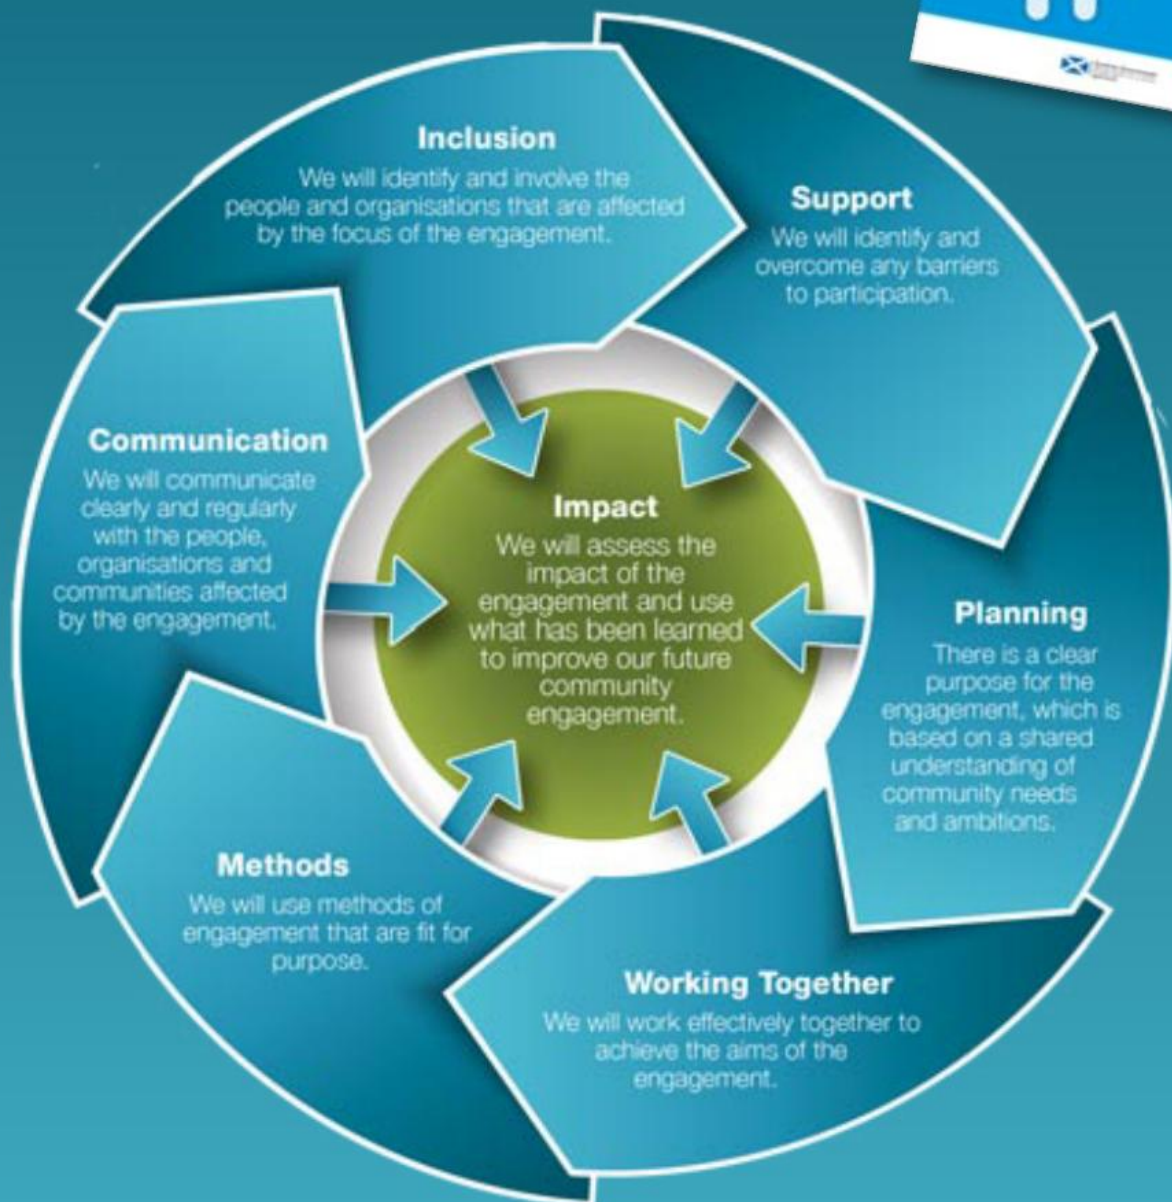 Inclusion
We will identify and involve the
people and organisations that are affected
by the focus of the engagement.
Support
We will identify and
overcome any barriers
to participation.
Planning
There is a clear
purpose for the
engagement, which is
based on a shared
understanding of
community needs
and ambitions.
Working Together
We will work effectively together to
achieve the aims of the
engagement.
Methods
We will use methods of
engagement that are fit for
purpose.
Communication
We will communicate
clearly and regularly
with the people,
organisations and
communities affected
by the engagement.
Impact
We will assess the
impact of the
engagement and use
what has been learned
to improve our future
community
engagement.